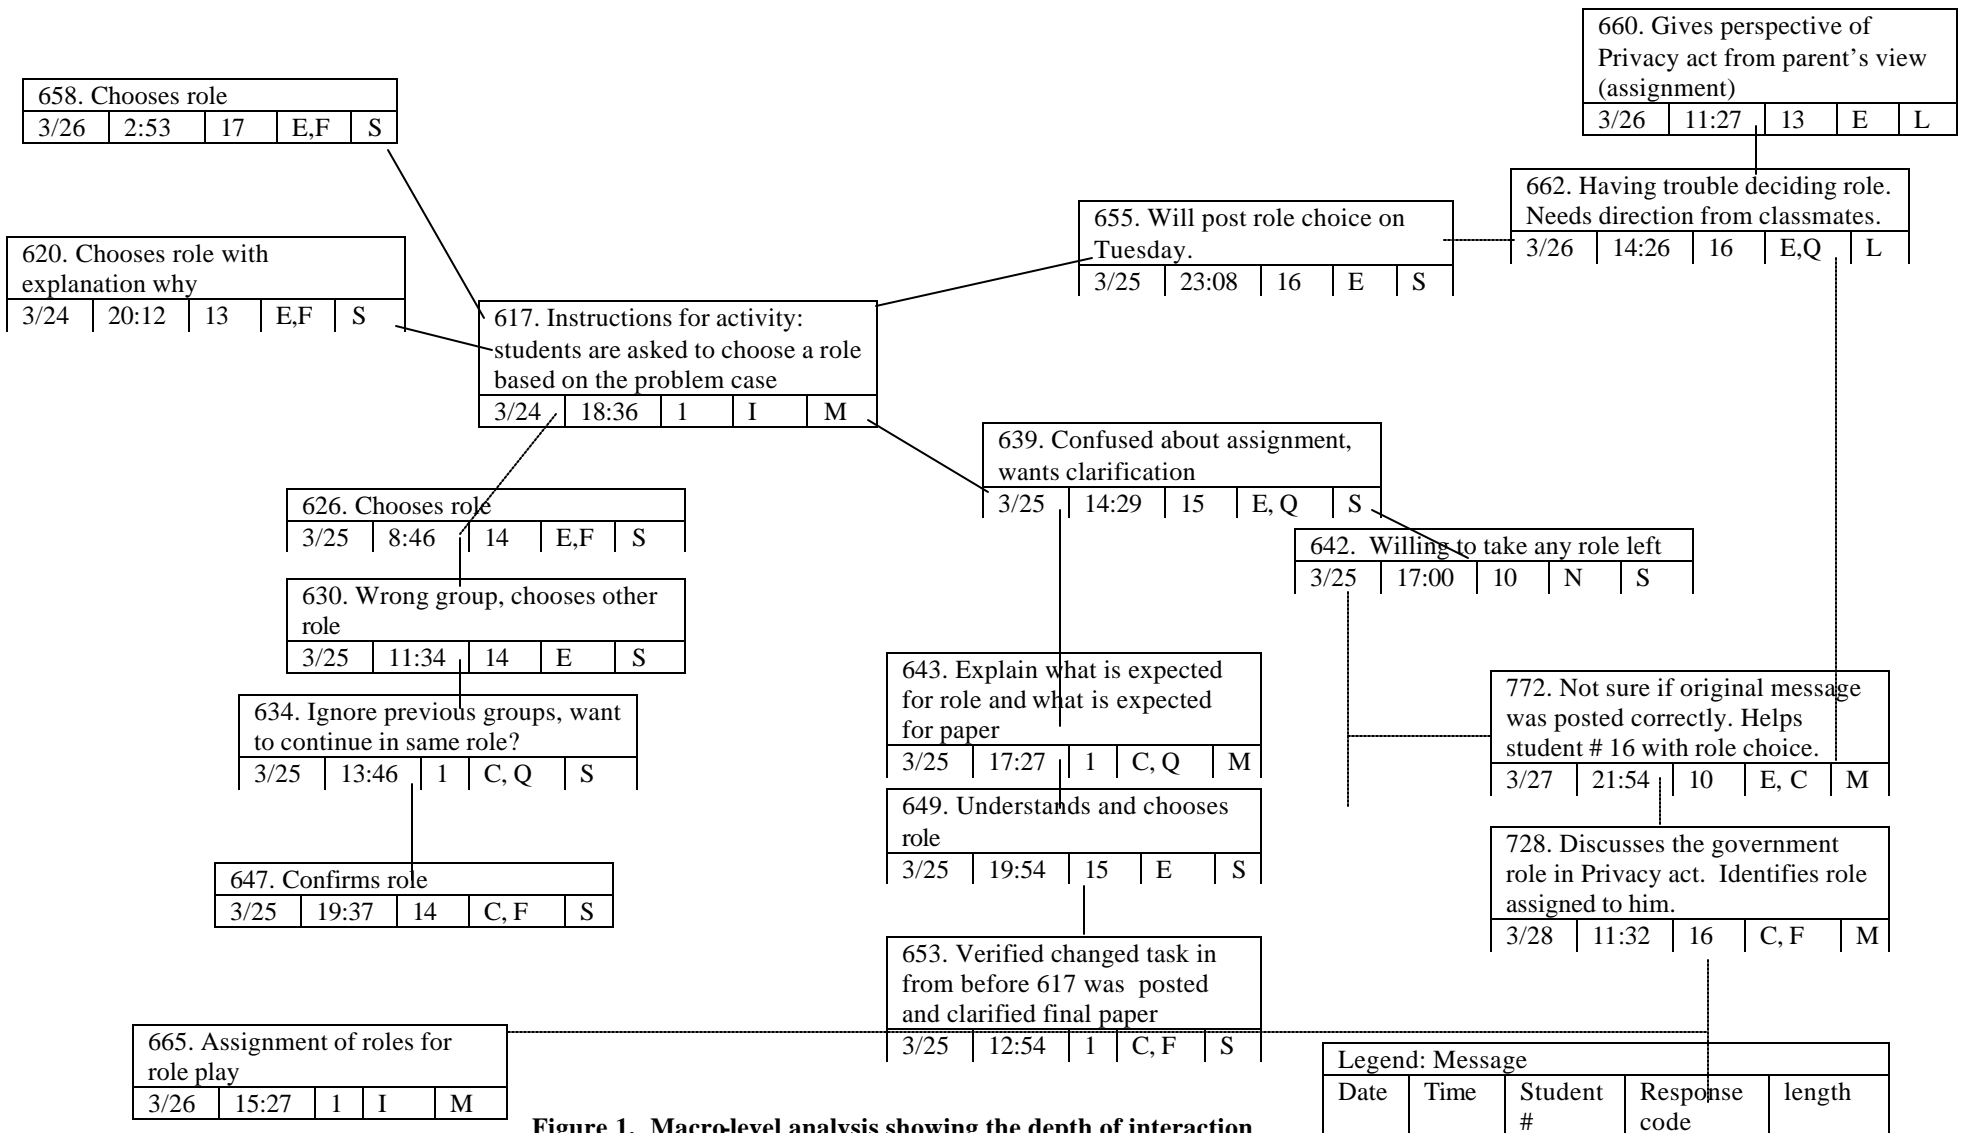 660. Gives perspective of
Privacy act from parent's view
(assignment)
3/26 11:27 13 E L
658. Chooses role
3/26 2:53 17 E,F S
662. Having trouble deciding role.
Needs direction from classmates.
3/26 14:26 16 E,Q L
655. Will post role choice on
Tuesday.
3/25 23:08 16 E S
620. Chooses role with
explanation why
3/24 20:12 13 E,F S
617. Instructions for activity:
students are asked to choose a role
based on the problem case
3/24 18:36 1 I M
639. Confused about assignment,
wants clarification
3/25 14:29 15 E, Q S
626. Chooses role
3/25 8:46 14 E,F S
642. Willing to take any role left
3/25 17:00 10 N S
630. Wrong group, chooses other
role
3/25 11:34 14 E S
643. Explain what is expected
for role and what is expected
for paper
3/25 17:27 1 C, Q M
772. Not sure if original message
was posted correctly. Helps
student # 16 with role choice.
3/27 21:54 10 E, C M
634. Ignore previous groups, want
to continue in same role?
3/25 13:46 1 C, Q S
649. Understands and chooses
role
3/25 19:54 15 E S
728. Discusses the government
role in Privacy act. Identifies role
assigned to him.
3/28 11:32 16 C, F M
647. Confirms role
3/25 19:37 14 C, F S
653. Verified changed task in
from before 617 was posted
and clarified final paper
3/25 12:54 1 C, F S
665. Assignment of roles for
role play
3/26 15:27 1 I M
Legend: Message
Date Time Student Response length
# code
Figure 1. Macro-level analysis showing the depth of interaction